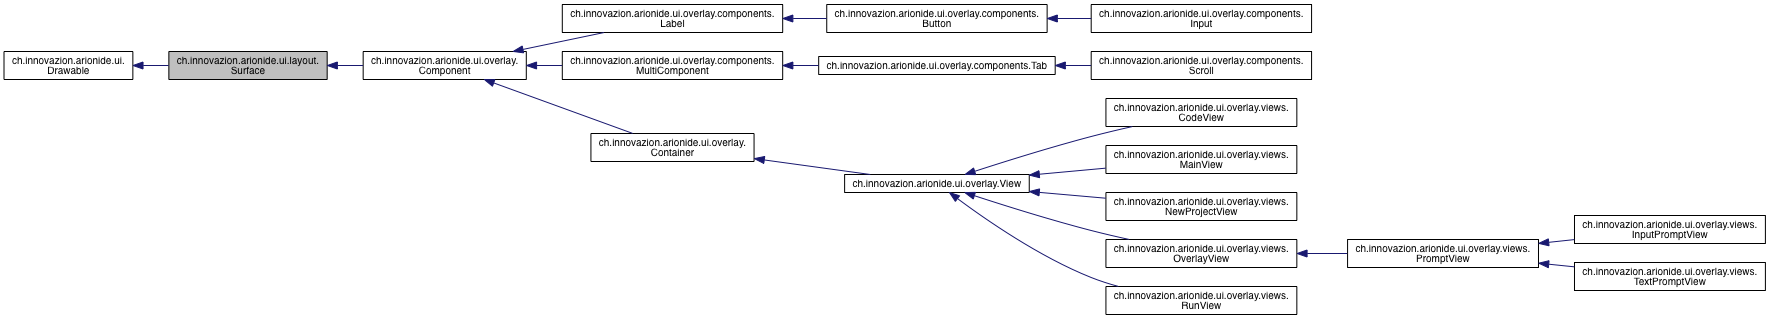 ch.innovazion.arionide.ui.
Drawable
ch.innovazion.arionide.ui.layout.
Surface
ch.innovazion.arionide.ui.overlay.
Component
ch.innovazion.arionide.ui.overlay.components.
Label
ch.innovazion.arionide.ui.overlay.components.
Button
ch.innovazion.arionide.ui.overlay.components.
Input
ch.innovazion.arionide.ui.overlay.components.
MultiComponent
ch.innovazion.arionide.ui.overlay.components.Tab
ch.innovazion.arionide.ui.overlay.components.
Scroll
ch.innovazion.arionide.ui.overlay.
Container
ch.innovazion.arionide.ui.overlay.View
ch.innovazion.arionide.ui.overlay.views.
CodeView
ch.innovazion.arionide.ui.overlay.views.
MainView
ch.innovazion.arionide.ui.overlay.views.
NewProjectView
ch.innovazion.arionide.ui.overlay.views.
OverlayView
ch.innovazion.arionide.ui.overlay.views.
RunView
ch.innovazion.arionide.ui.overlay.views.
PromptView
ch.innovazion.arionide.ui.overlay.views.
InputPromptView
ch.innovazion.arionide.ui.overlay.views.
TextPromptView